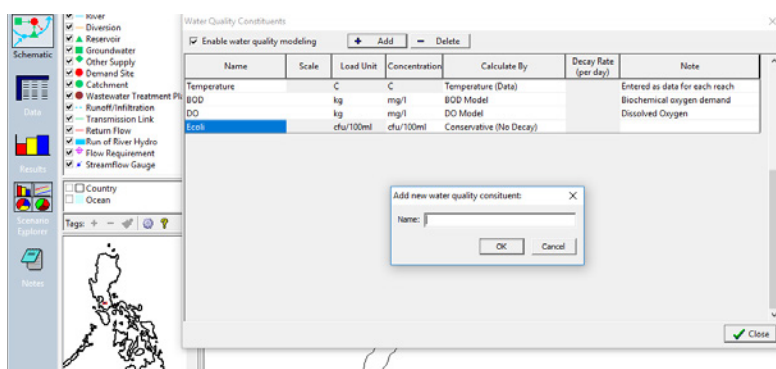 River
Diversion
Reservoir
Groundwater
Other Supply
Demand Site
Catchment
Wastewater Treatment Pl
Runoff/Infiltration
Transmission Link
Return Flow
Run of River Hydro
Flow Requirement
Streamflow Gauge
Schematic
Data
Results
Scenario
Explorer
Notes
Country
Ocean
Tags:
Water Quality Constituents
Enable water quality modeling
Add
Delete
Name Scale Load Unit Concentration Calculate By Decay Rate (per day) Note
Temperature C C Temperature (Data) Entered as data for each reach
BOD kg mg/l BOD Model Biochemical oxygen demand
DO kg mg/l DO Model Dissolved Oxygen
Ecoli cfu/100ml cfu/100ml Conservative (No Decay)
Add new water quality consituent:
Name:
OK Cancel
Close